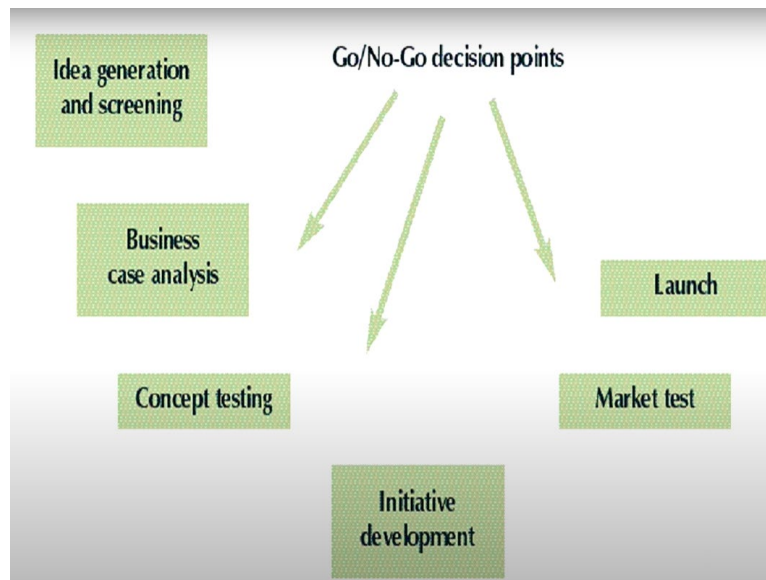 Idea generation
and screening
Go/No-Go decision points
Business
case analysis
Launch
Concept testing
Market test
Initiative
development